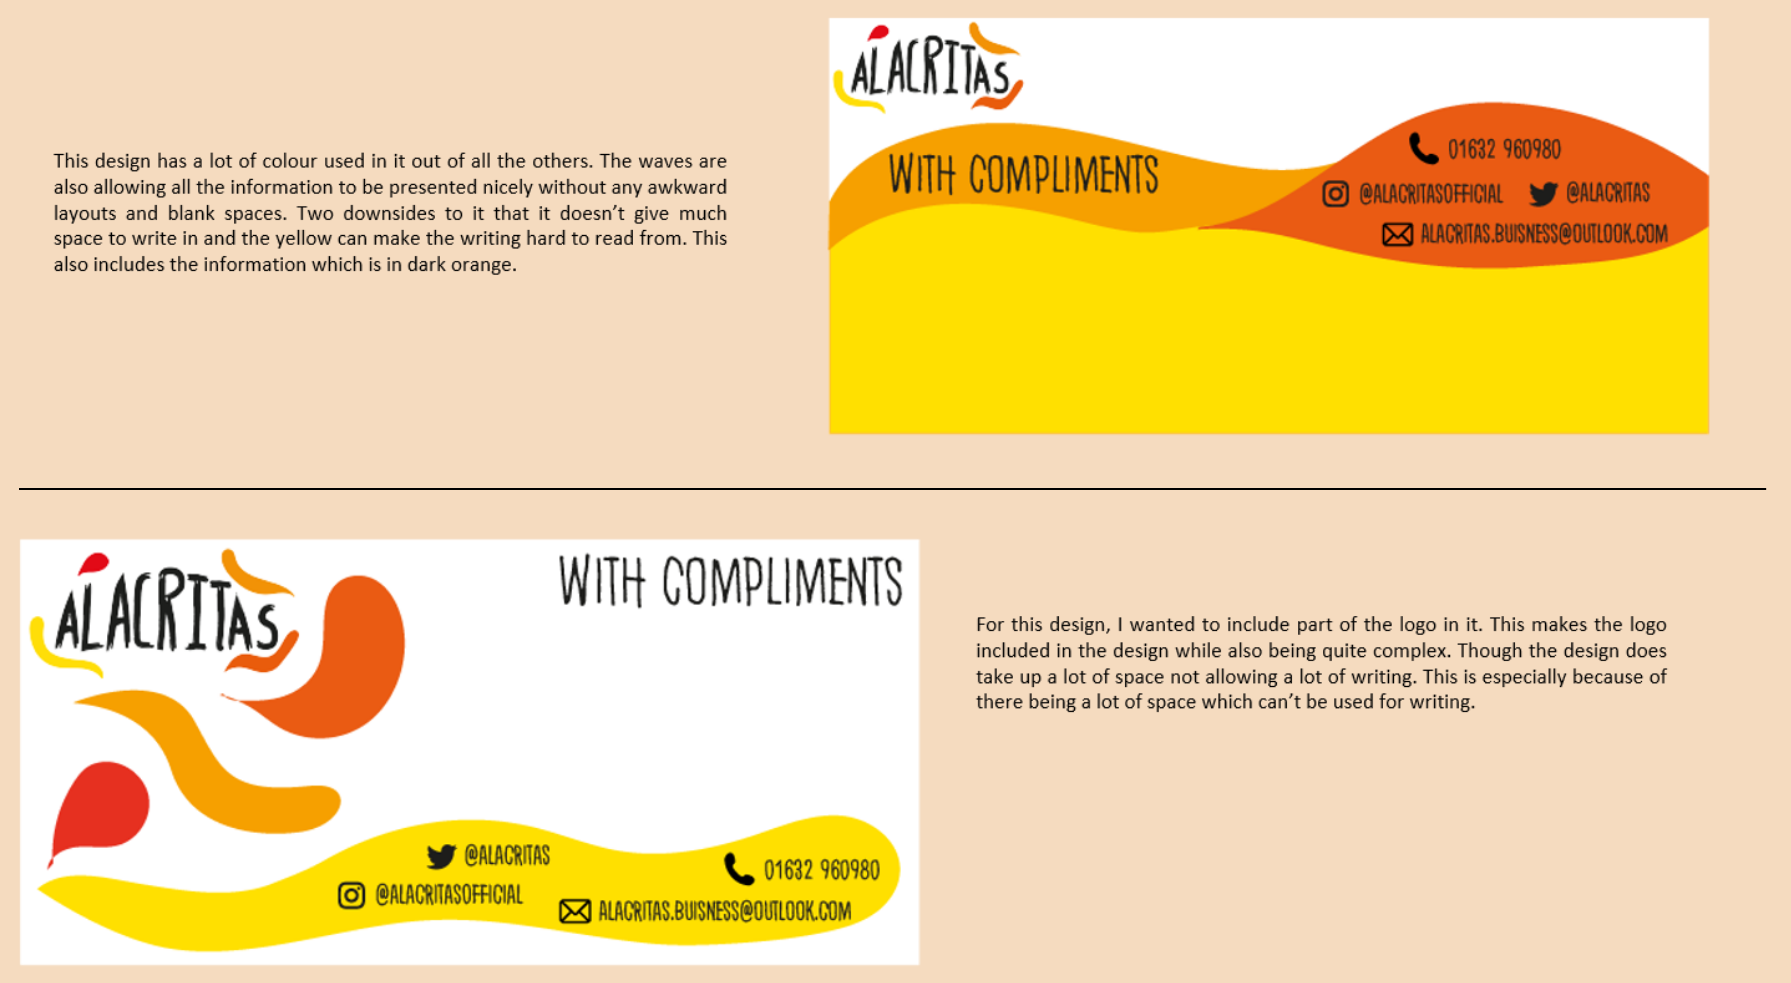 ALACRITAS
WITH COMPLIMENTS
01632 960980
@ALACRITASOFFICIAL @ALACRITAS
ALACRITAS.BUISNESS@OUTLOOK.COM
This design has a lot of colour used in it out of all the others. The waves are
also allowing all the information to be presented nicely without any awkward
layouts and blank spaces. Two downsides to it that it doesn’t give much
space to write in and the yellow can make the writing hard to read from. This
also includes the information which is in dark orange.
ALACRITAS
WITH COMPLIMENTS
@ALACRITAS
01632 960980
@ALACRITASOFFICIAL
ALACRITAS.BUISNESS@OUTLOOK.COM
For this design, I wanted to include part of the logo in it. This makes the logo
included in the design while also being quite complex. Though the design does
take up a lot of space not allowing a lot of writing. This is especially because of
there being a lot of space which can’t be used for writing.